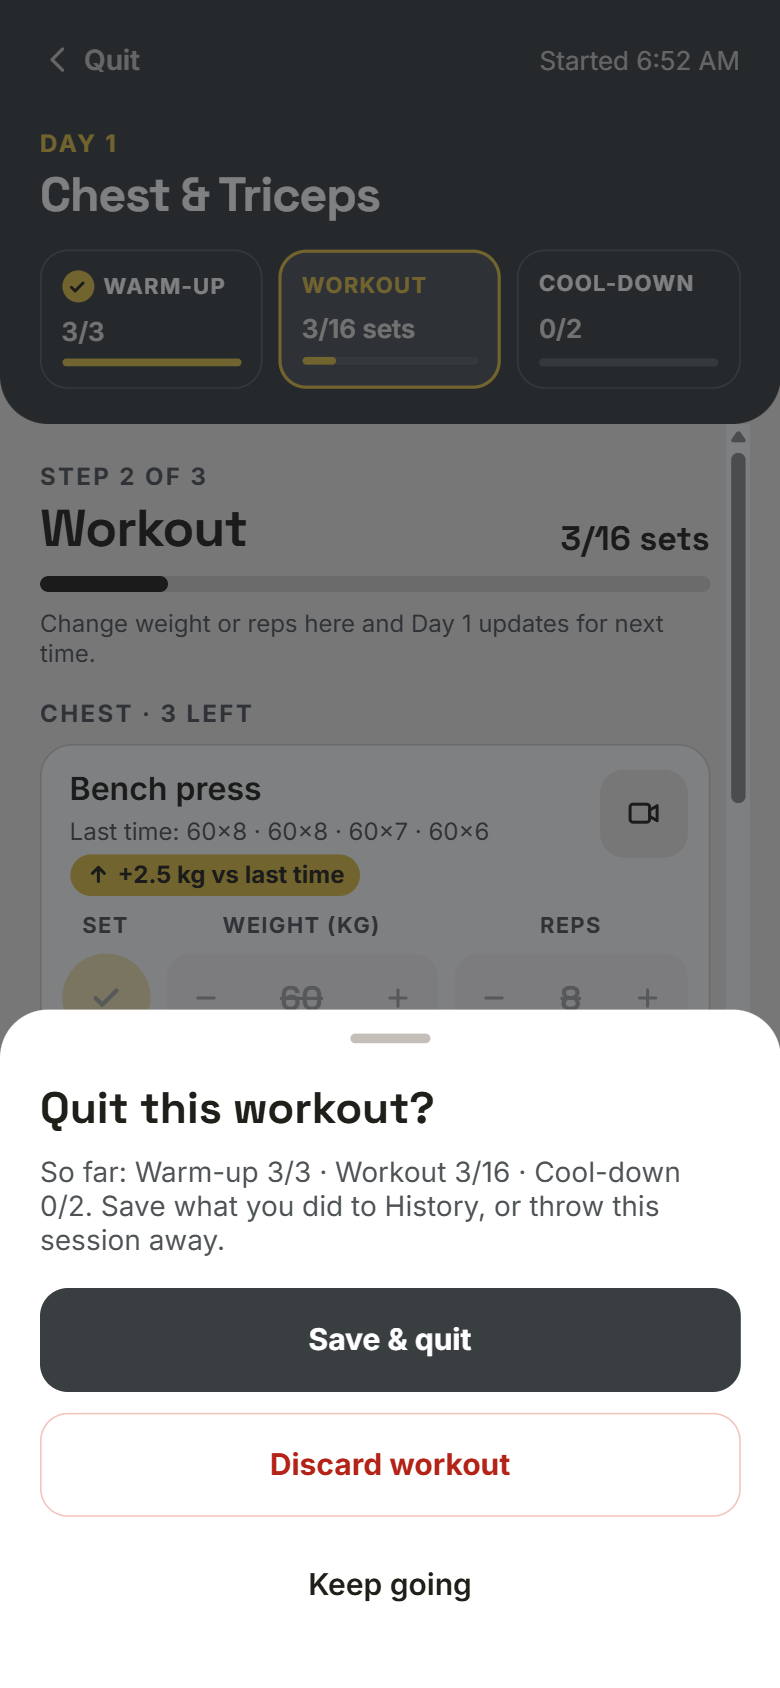 Quit
Started 6:52 AM
DAY 1
Chest & Triceps
WARM-UP
3/3
WORKOUT
3/16 sets
COOL-DOWN
0/2
STEP 2 OF 3
Workout
3/16 sets
Change weight or reps here and Day 1 updates for next
time.
CHEST · 3 LEFT
Bench press
Last time: 60×8 · 60×8 · 60×7 · 60×6
↑ +2.5 kg vs last time
SET WEIGHT (KG) REPS
− 60 + − 8 +
Quit this workout?
So far: Warm-up 3/3 · Workout 3/16 · Cool-down
0/2. Save what you did to History, or throw this
session away.
Save & quit
Discard workout
Keep going